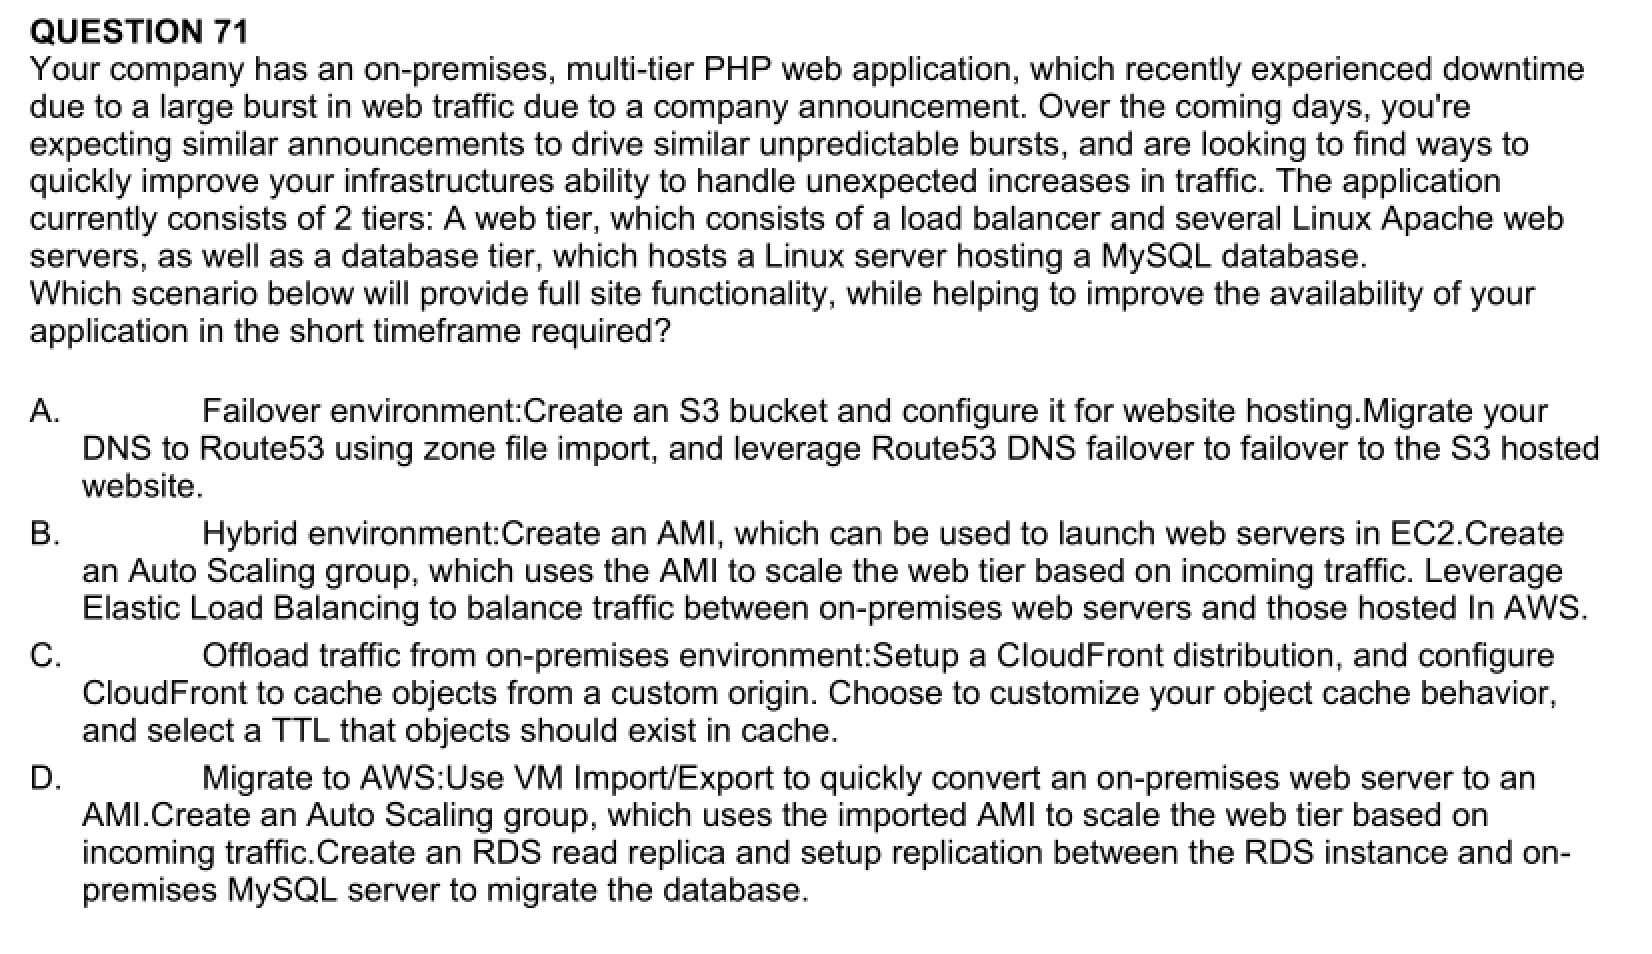 QUESTION 71
Your company has an on-premises, multi-tier PHP web application, which recently experienced downtime
due to a large burst in web traffic due to a company announcement. Over the coming days, you're
expecting similar announcements to drive similar unpredictable bursts, and are looking to find ways to
quickly improve your infrastructures ability to handle unexpected increases in traffic. The application
currently consists of 2 tiers: A web tier, which consists of a load balancer and several Linux Apache web
servers, as well as a database tier, which hosts a Linux server hosting a MySQL database.
Which scenario below will provide full site functionality, while helping to improve the availability of your
application in the short timeframe required?
A. Failover environment:Create an S3 bucket and configure it for website hosting.Migrate your
DNS to Route53 using zone file import, and leverage Route53 DNS failover to failover to the S3 hosted
website.
B. Hybrid environment:Create an AMI, which can be used to launch web servers in EC2.Create
an Auto Scaling group, which uses the AMI to scale the web tier based on incoming traffic. Leverage
Elastic Load Balancing to balance traffic between on-premises web servers and those hosted In AWS.
C. Offload traffic from on-premises environment:Setup a CloudFront distribution, and configure
CloudFront to cache objects from a custom origin. Choose to customize your object cache behavior,
and select a TTL that objects should exist in cache.
D. Migrate to AWS:Use VM Import/Export to quickly convert an on-premises web server to an
AMI.Create an Auto Scaling group, which uses the imported AMI to scale the web tier based on
incoming traffic.Create an RDS read replica and setup replication between the RDS instance and on-
premises MySQL server to migrate the database.